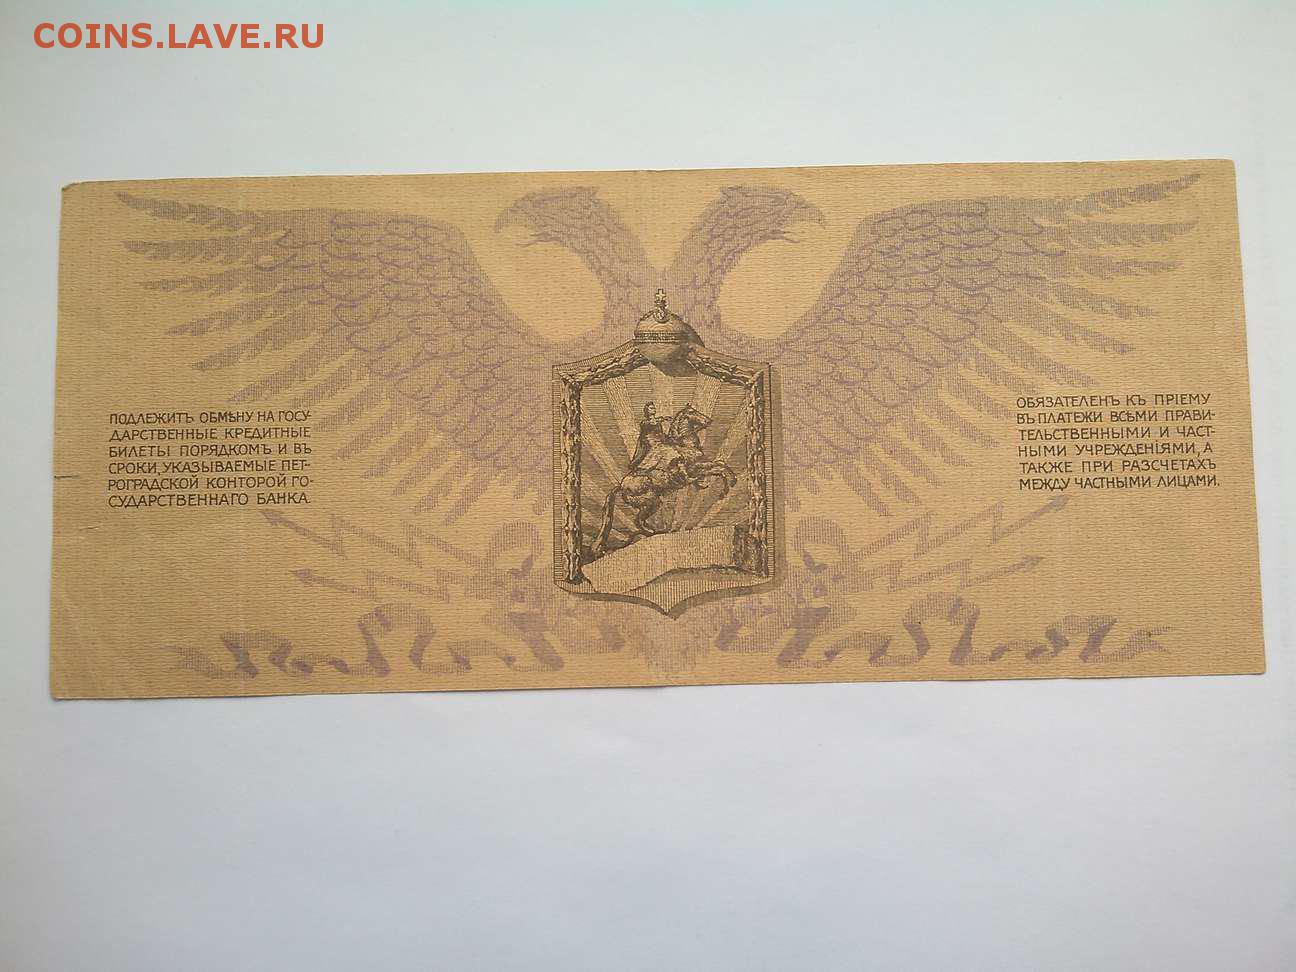 COINS.LAVE.RU
ПОДЛЕЖИТЪ ОБМѢНУ НА ГОСУ-
ДАРСТВЕННЫЕ КРЕДИТНЫЕ
БИЛЕТЫ ПОРЯДКОМЪ И ВЪ
СРОКИ, УКАЗЫВАЕМЫЕ ПЕТ-
РОГРАДСКОЙ КОНТОРОЙ ГО-
СУДАРСТВЕННАГО БАНКА.
ОБЯЗАТЕЛЕНЪ КЪ ПРІЕМУ
ВЪ ПЛАТЕЖИ ВСѢМИ ПРАВИ-
ТЕЛЬСТВЕННЫМИ И ЧАСТ-
НЫМИ УЧРЕЖДЕНІЯМИ, А
ТАКЖЕ ПРИ РАЗСЧЕТАХЪ
МЕЖДУ ЧАСТНЫМИ ЛИЦАМИ.